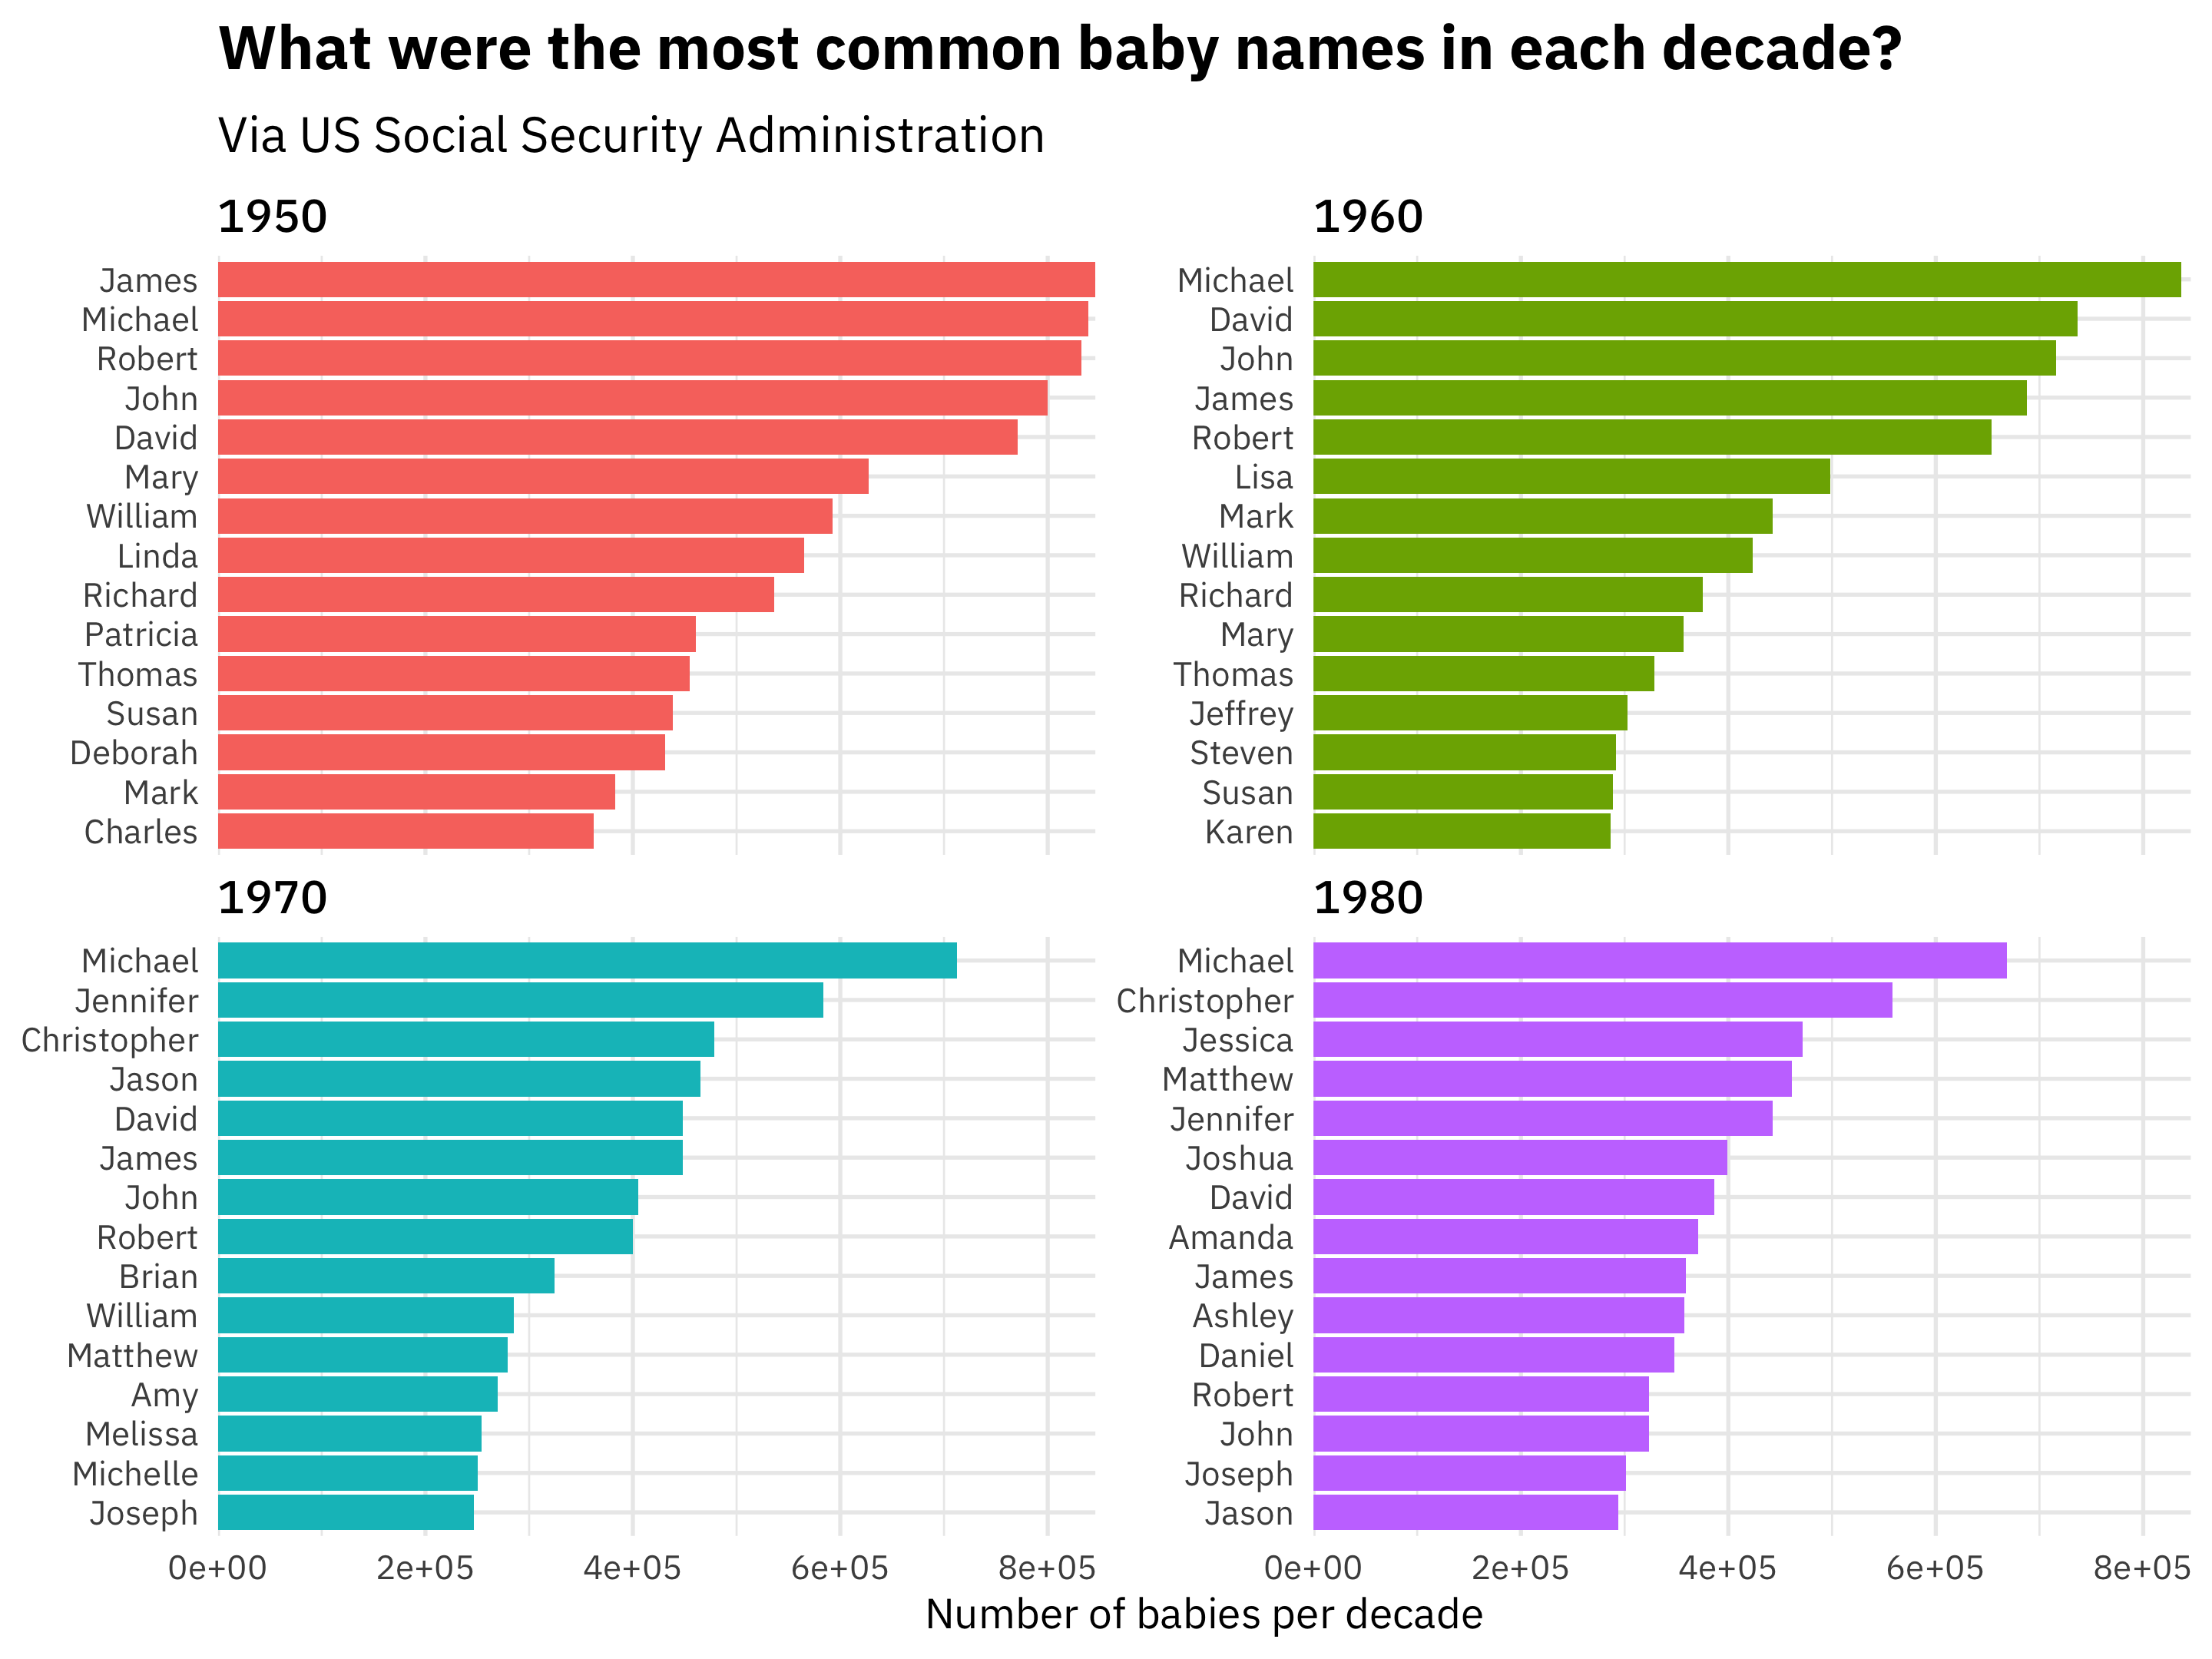 What were the most common baby names in each decade?
Via US Social Security Administration
1950
James
Michael
Robert
John
David
Mary
William
Linda
Richard
Patricia
Thomas
Susan
Deborah
Mark
Charles
1960
Michael
David
John
James
Robert
Lisa
Mark
William
Richard
Mary
Thomas
Jeffrey
Steven
Susan
Karen
1970
Michael
Jennifer
Christopher
Jason
David
James
John
Robert
Brian
William
Matthew
Amy
Melissa
Michelle
Joseph
0e+00 2e+05 4e+05 6e+05 8e+05
1980
Michael
Christopher
Jessica
Matthew
Jennifer
Joshua
David
Amanda
James
Ashley
Daniel
Robert
John
Joseph
Jason
0e+00 2e+05 4e+05 6e+05 8e+05
Number of babies per decade